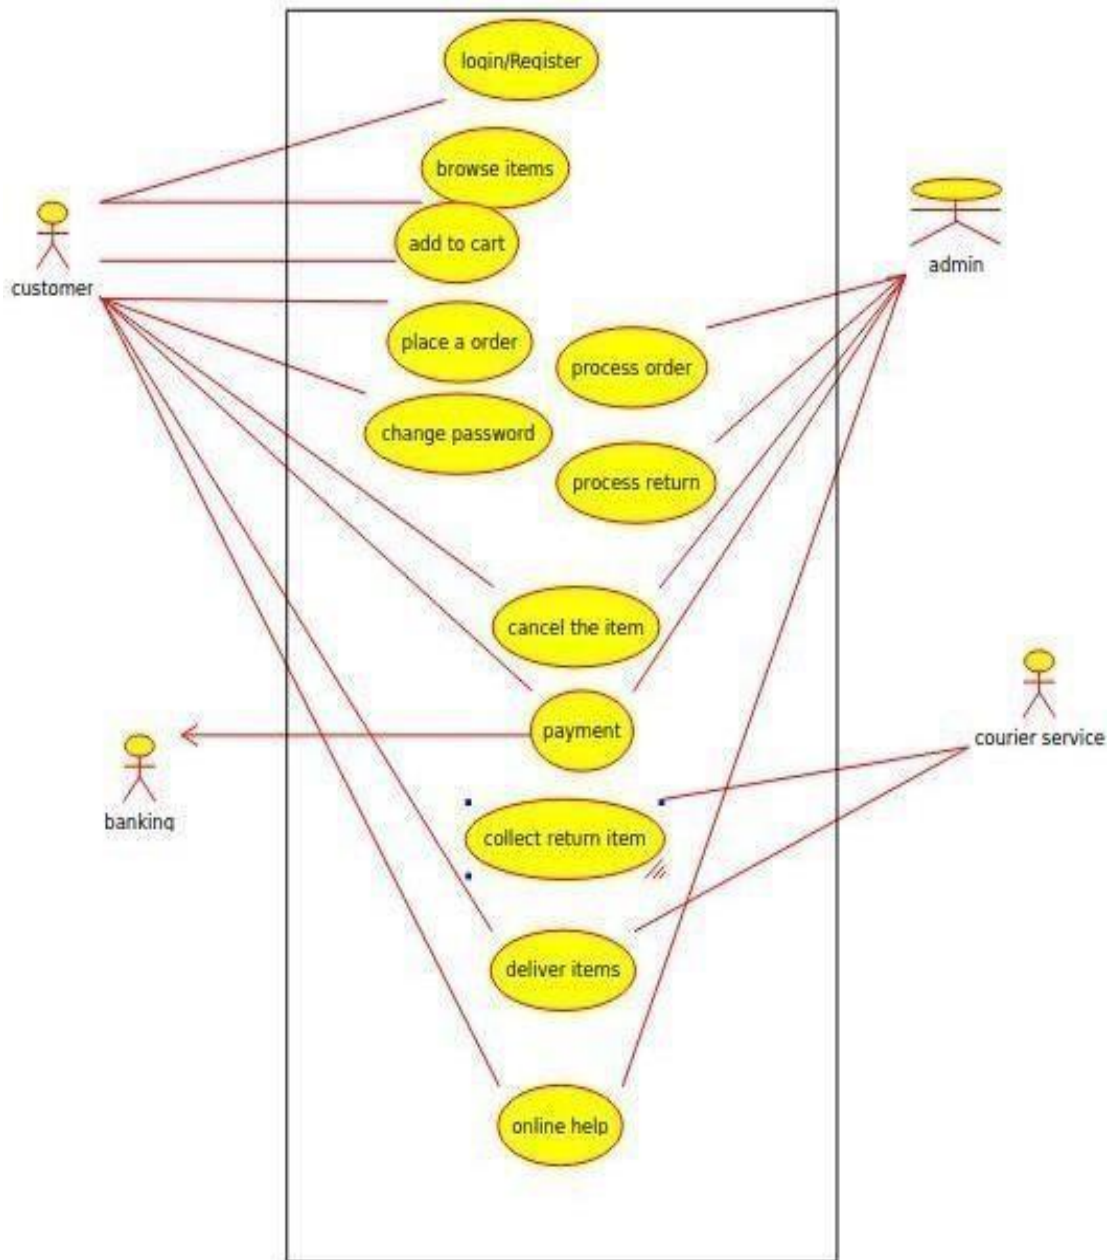 login/Register
browse items
add to cart
customer
admin
place a order
process order
change password
process return
cancel the item
payment
courier service
banking
collect return item
deliver items
online help